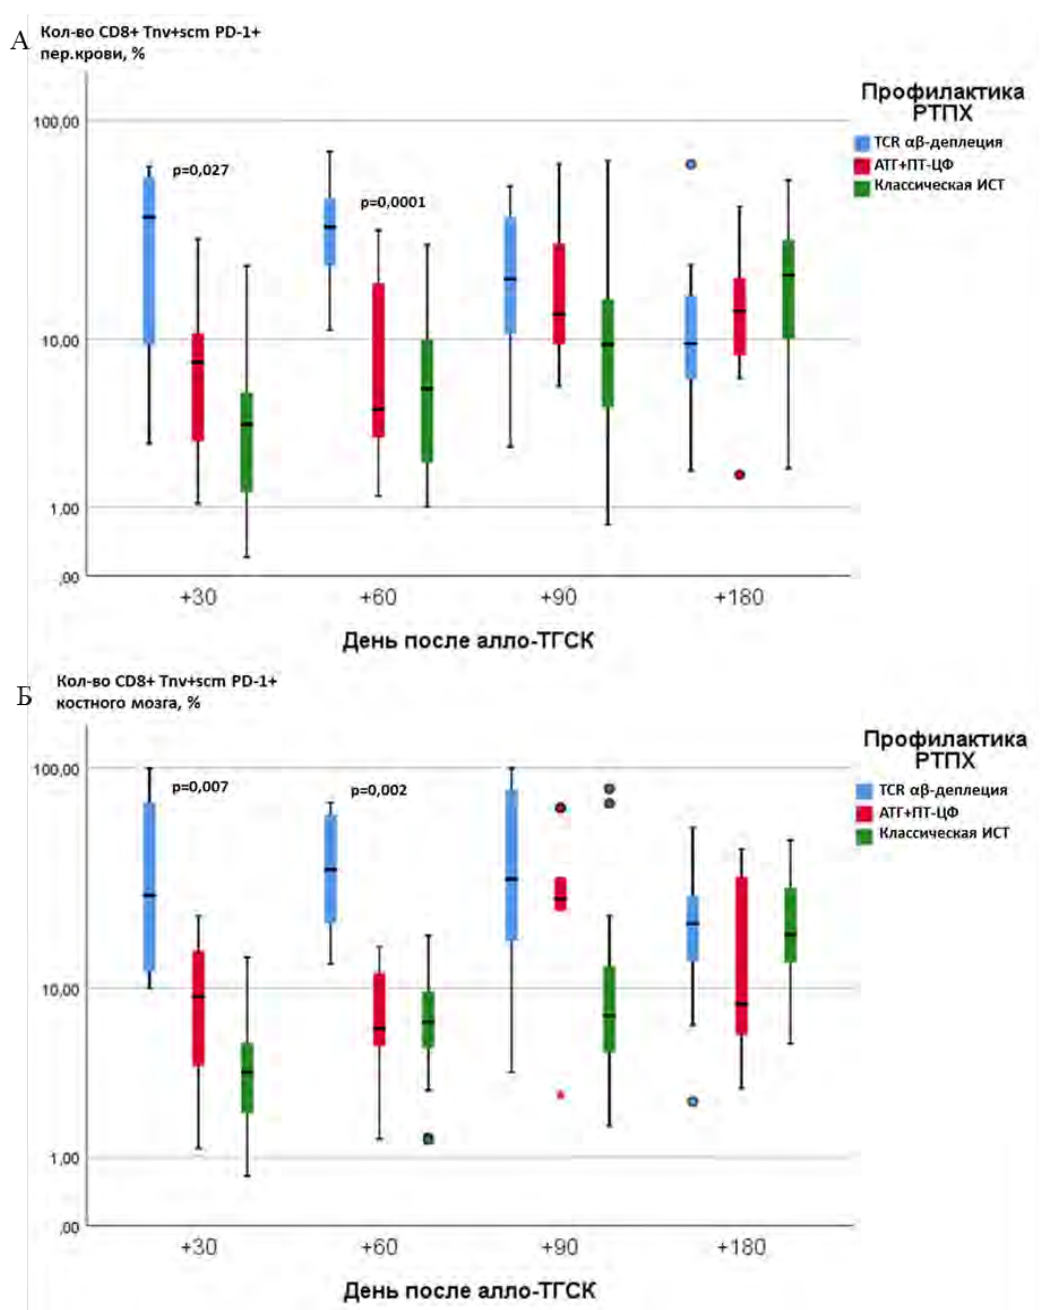 А
Кол-во CD8+ Tnv+scm PD-1+
пер.крови, %
100,00
10,00
1,00
,00
p=0,027
p=0,0001
+30
+60
+90
+180
День после алло-ТГСК
Профилактика
РТПХ
TCR αβ-деплеция
АТГ+ПТ-ЦФ
Классическая ИСТ
Б
Кол-во CD8+ Tnv+scm PD-1+
костного мозга, %
100,00
10,00
1,00
,00
p=0,007
p=0,002
+30
+60
+90
+180
День после алло-ТГСК
Профилактика
РТПХ
TCR αβ-деплеция
АТГ+ПТ-ЦФ
Классическая ИСТ